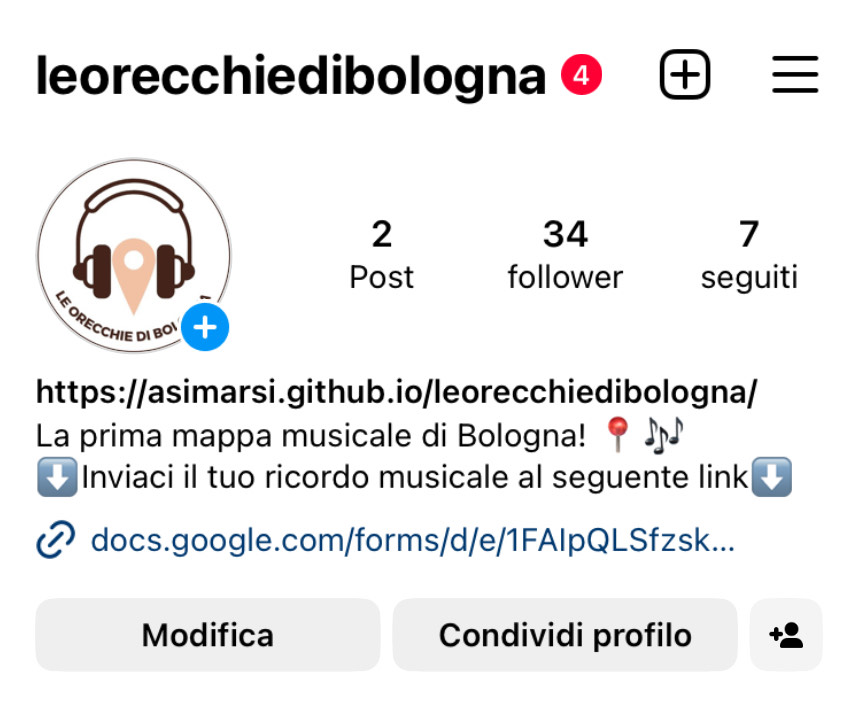 leorecchiedibologna 4
2 34 7
Post follower seguiti
LE ORECCHIE DI BOL
https://asimarsi.github.io/leorecchiedibologna/
La prima mappa musicale di Bologna! 📍 🎶
⬇️Inviaci il tuo ricordo musicale al seguente link⬇️
docs.google.com/forms/d/e/1FAIpQLSfzsk...
Modifica Condividi profilo